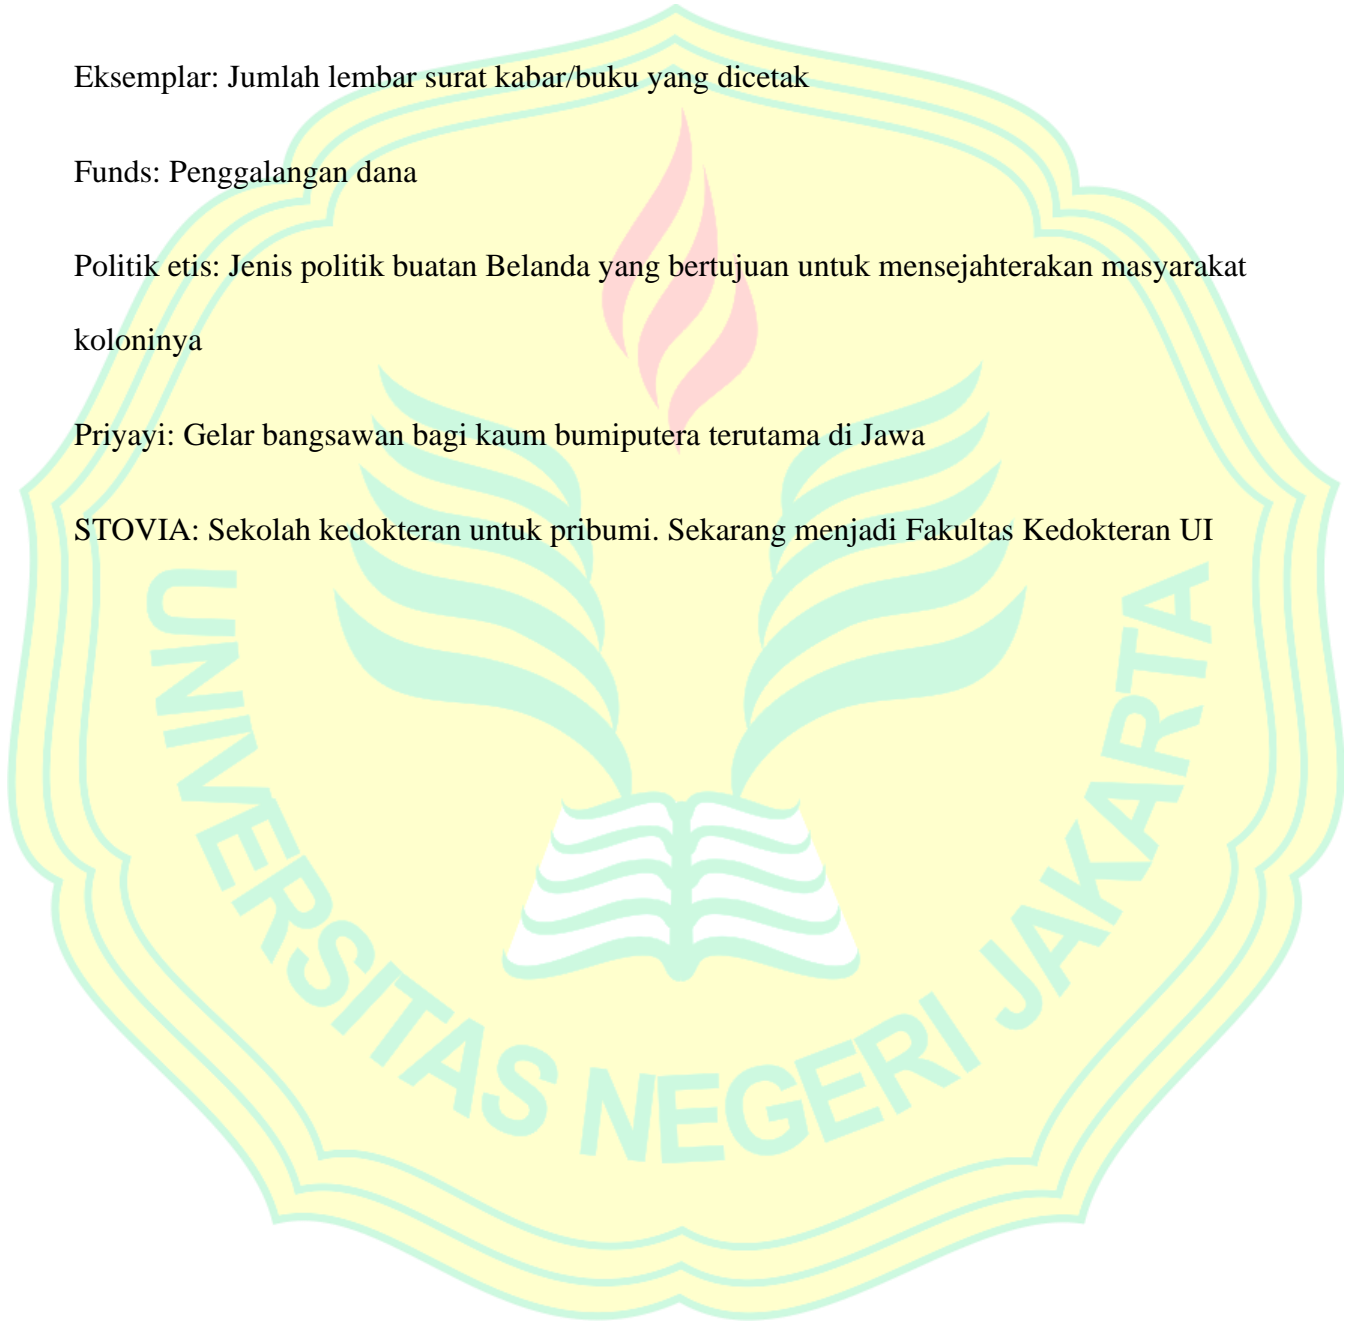 Eksemplar: Jumlah lembar surat kabar/buku yang dicetak
Funds: Penggalangan dana
Politik etis: Jenis politik buatan Belanda yang bertujuan untuk mensejahterakan masyarakat
koloninya
Priyayi: Gelar bangsawan bagi kaum bumiputera terutama di Jawa
STOVIA: Sekolah kedokteran untuk pribumi. Sekarang menjadi Fakultas Kedokteran UI
UNIVERSITAS NEGERI JAKARTA